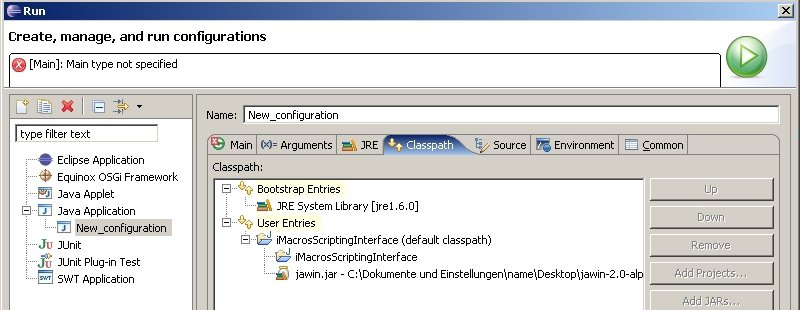 Run
Create, manage, and run configurations
[Main]: Main type not specified
type filter text
Eclipse Application
Equinox OSGi Framework
Java Applet
Java Application
New_configuration
JUnit
JUnit Plug-in Test
SWT Application
Name: New_configuration
Main (x)= Arguments JRE Classpath Source Environment Common
Classpath:
Bootstrap Entries
JRE System Library [jre1.6.0]
User Entries
iMacrosScriptingInterface (default classpath)
iMacrosScriptingInterface
jawin.jar - C:\Dokumente und Einstellungen\name\Desktop\jawin-2.0-alp
Up
Down
Remove
Add Projects...
Add JARs...